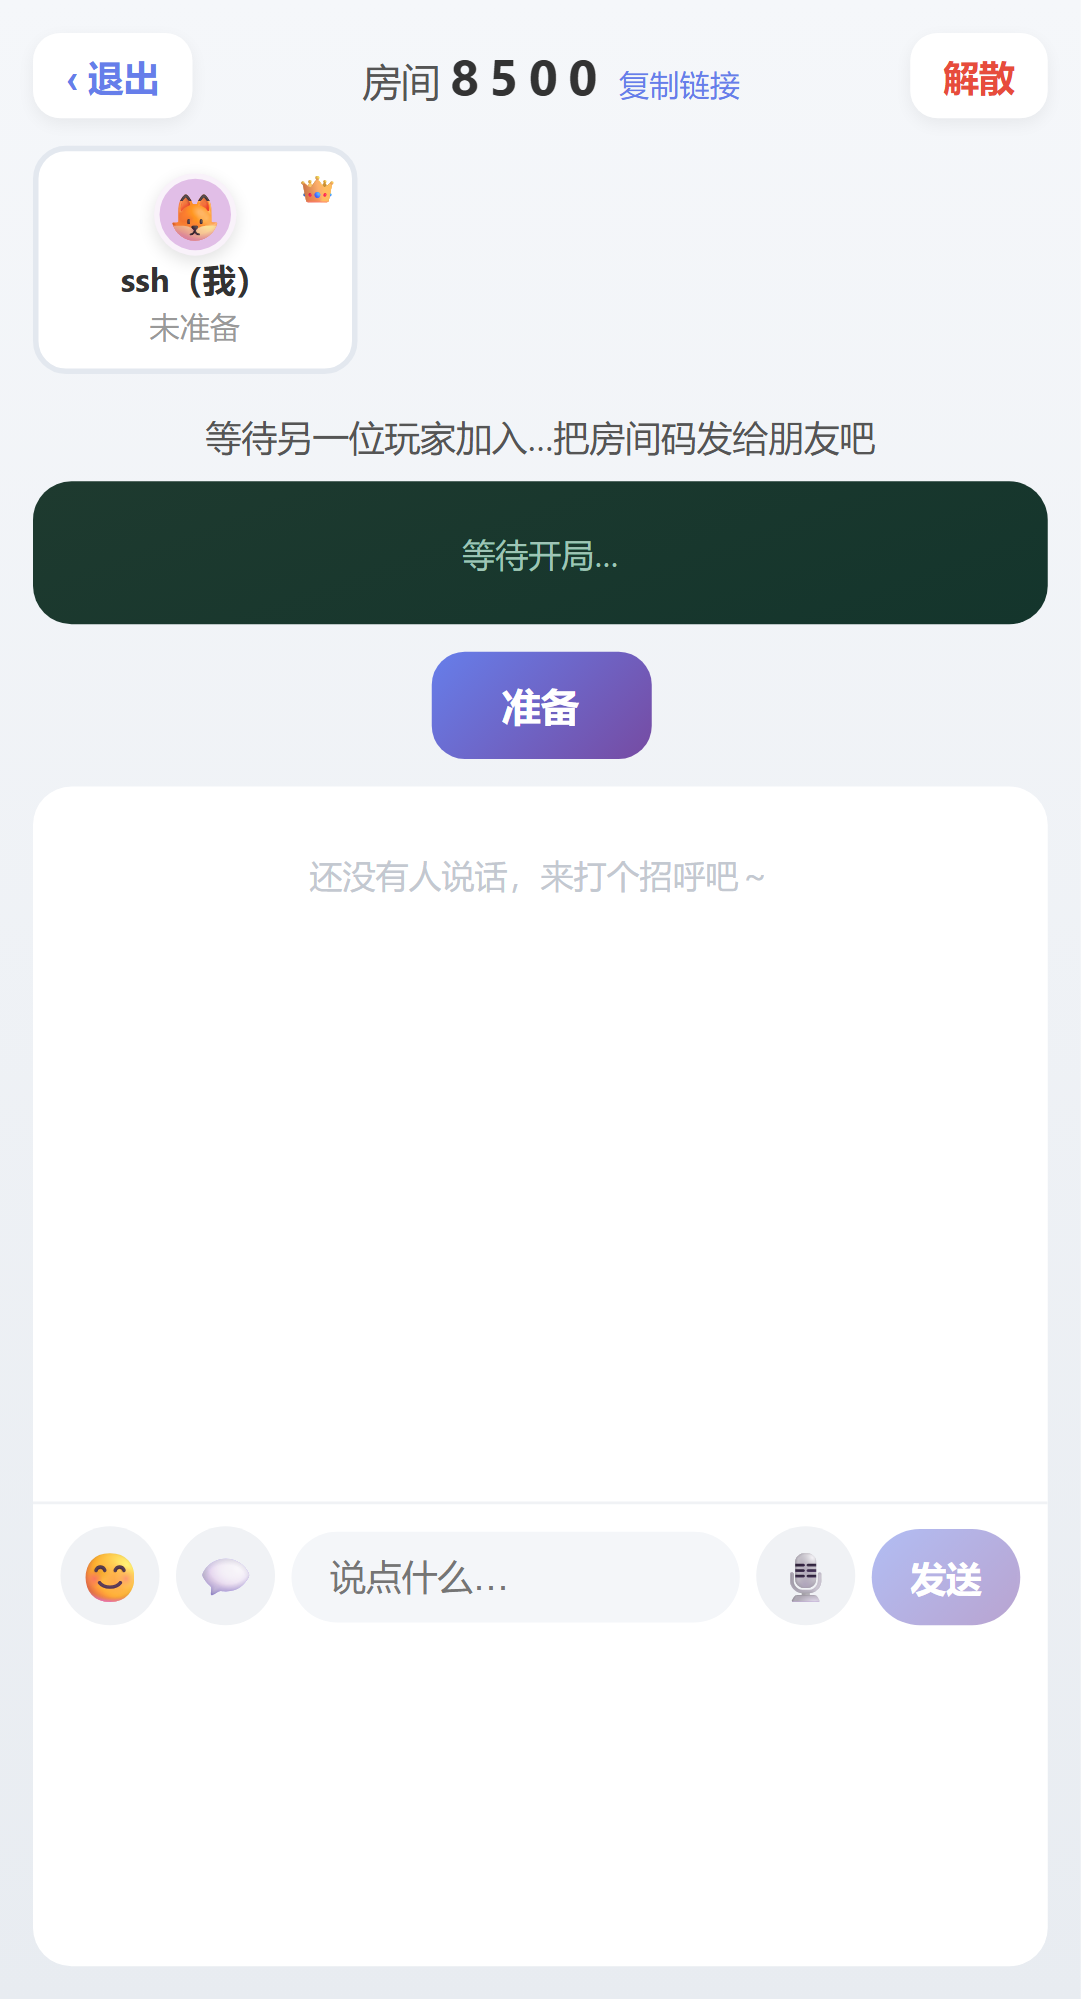 ‹ 退出
房间 8500 复制链接
解散
ssh（我）
未准备
等待另一位玩家加入...把房间码发给朋友吧
等待开局...
准备
还没有人说话，来打个招呼吧 ~
说点什么...
发送